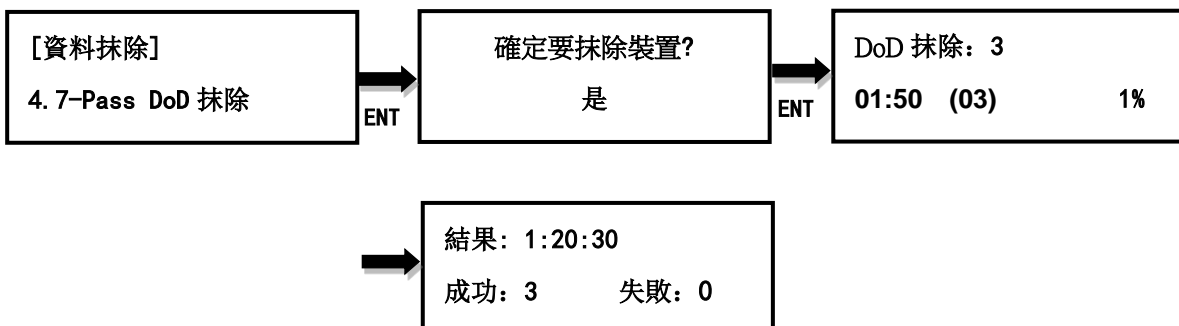 [資料抹除]
4. 7-Pass DoD 抹除
ENT
確定要抹除裝置?
是
ENT
DoD 抹除：3
01:50 (03) 1%
結果: 1:20:30
成功：3 失敗：0